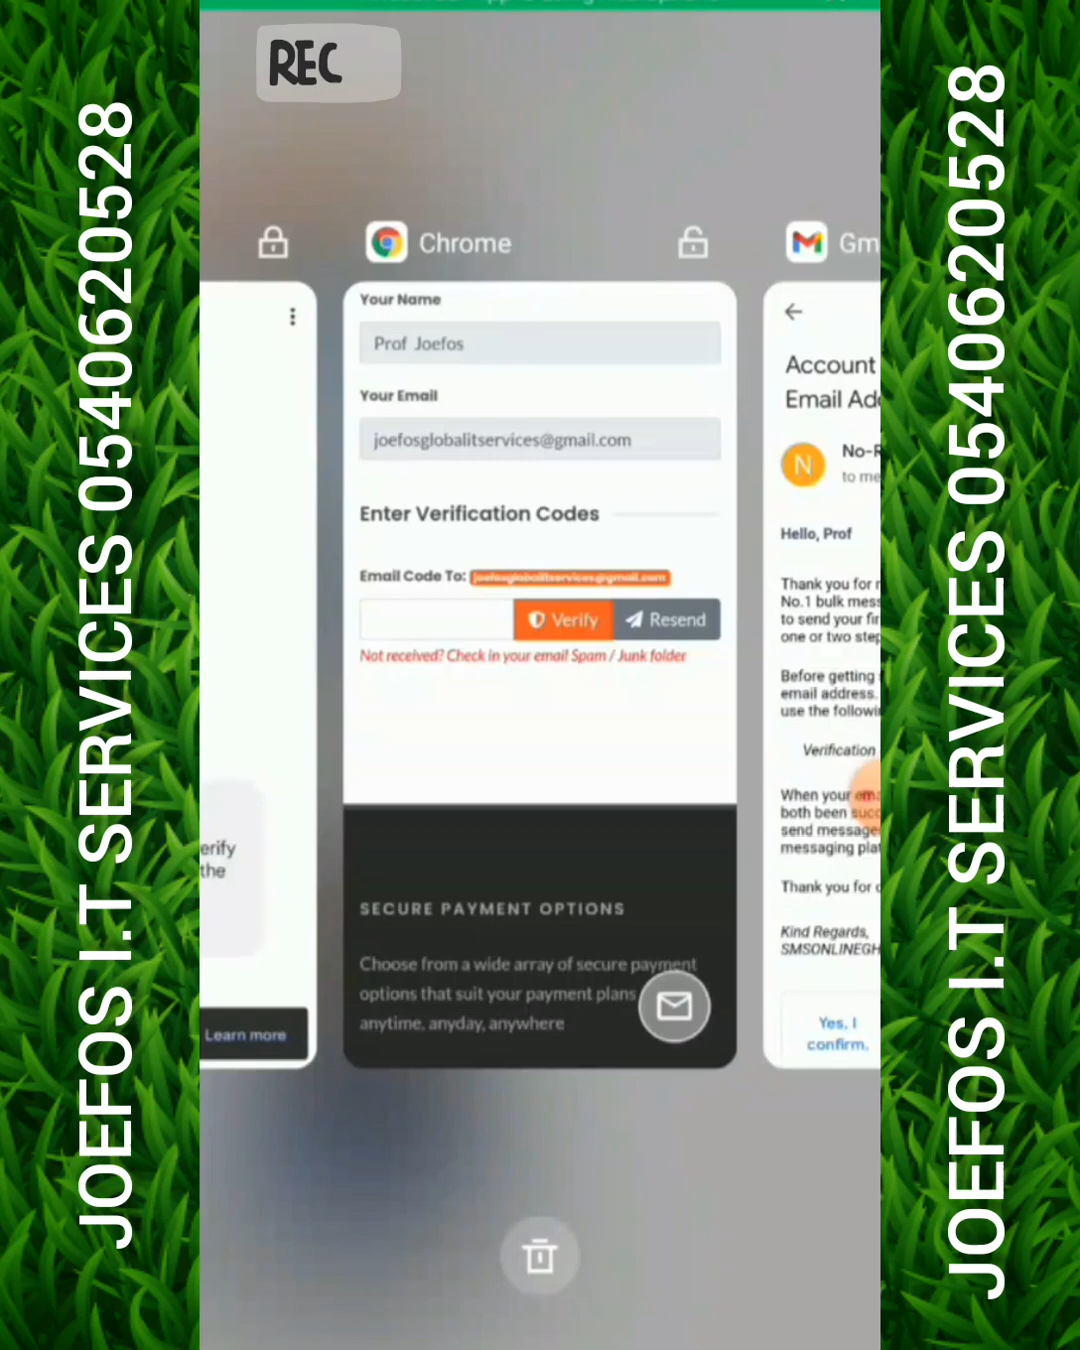 REC
JOEFOS I.T SERVICES 0540620528
Chrome
Your Name
Prof Joefos
Your Email
joefosglobalitservices@gmail.com
Enter Verification Codes
Email Code To: joefosglobalitservices@gmail.com
Verify
Resend
Not received? Check in your email Spam / Junk folder
SECURE PAYMENT OPTIONS
Choose from a wide array of secure payment
options that suit your payment plans
anytime, anyday, anywhere
erify
the
Learn more
Gm
Account
Email Add
N
No-R
to me
Hello, Prof
Thank you for r
No.1 bulk mess
to send your fir
one or two step
Before getting
email address.
use the followi
Verification
When your ema
both been succ
send message
messaging plat
Thank you for c
Kind Regards,
SMSONLINEGH
Yes, I
confirm.
JOEFOS I.T SERVICES 0540620528